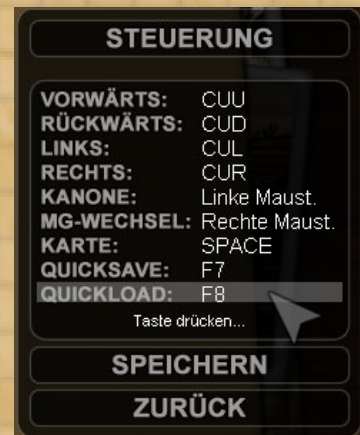 STEUERUNG
VORWÄRTS: CUU
RÜCKWÄRTS: CUD
LINKS: CUL
RECHTS: CUR
KANONE: Linke Maust.
MG-WECHSEL: Rechte Maust.
KARTE: SPACE
QUICKSAVE: F7
QUICKLOAD: F8
Taste drücken...
SPEICHERN
ZURÜCK